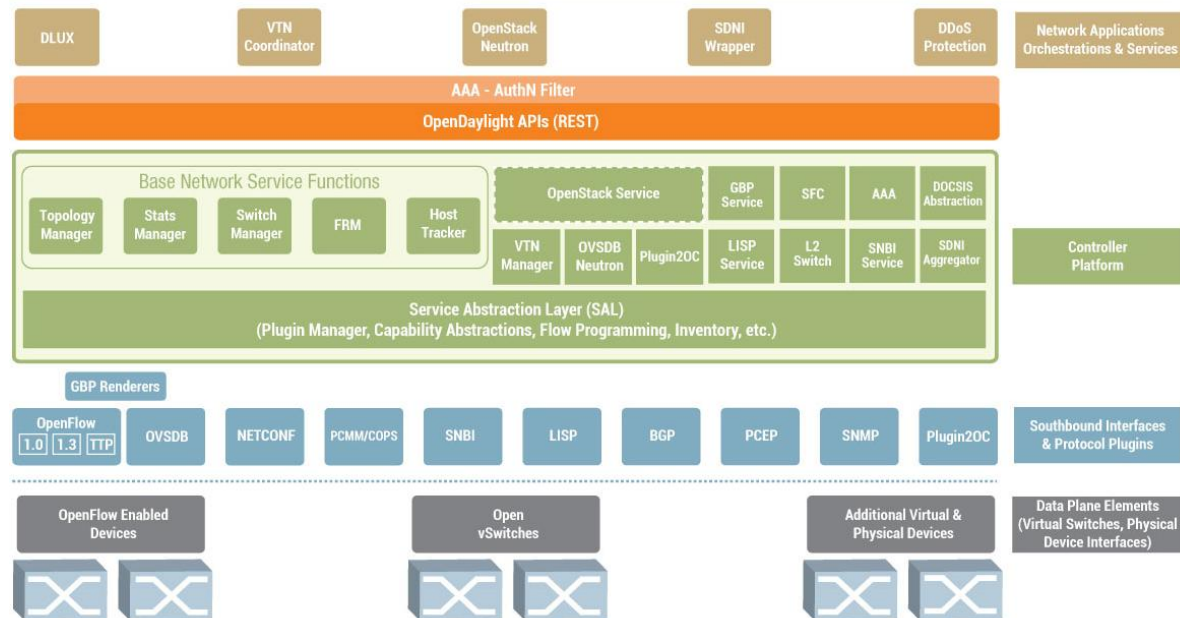 DLUX
VTN
Coordinator
OpenStack
Neutron
SDNI
Wrapper
DDoS
Protection
Network Applications
Orchestrations & Services
AAA - AuthN Filter
OpenDaylight APIs (REST)
Base Network Service Functions
Topology
Manager
Stats
Manager
Switch
Manager
FRM
Host
Tracker
OpenStack Service
GBP
Service
SFC
AAA
DOCSIS
Abstraction
VTN
Manager
OVSDB
Neutron
Plugin2OC
LISP
Service
L2
Switch
SNBI
Service
SDNI
Aggregator
Controller
Platform
Service Abstraction Layer (SAL)
(Plugin Manager, Capability Abstractions, Flow Programming, Inventory, etc.)
GBP Renderers
OpenFlow
1.0 1.3 TTP
OVSDB
NETCONF
PCMM/COPS
SNBI
LISP
BGP
PCEP
SNMP
Plugin2OC
Southbound Interfaces
& Protocol Plugins
OpenFlow Enabled
Devices
Open
vSwitches
Additional Virtual &
Physical Devices
Data Plane Elements
(Virtual Switches, Physical
Device Interfaces)